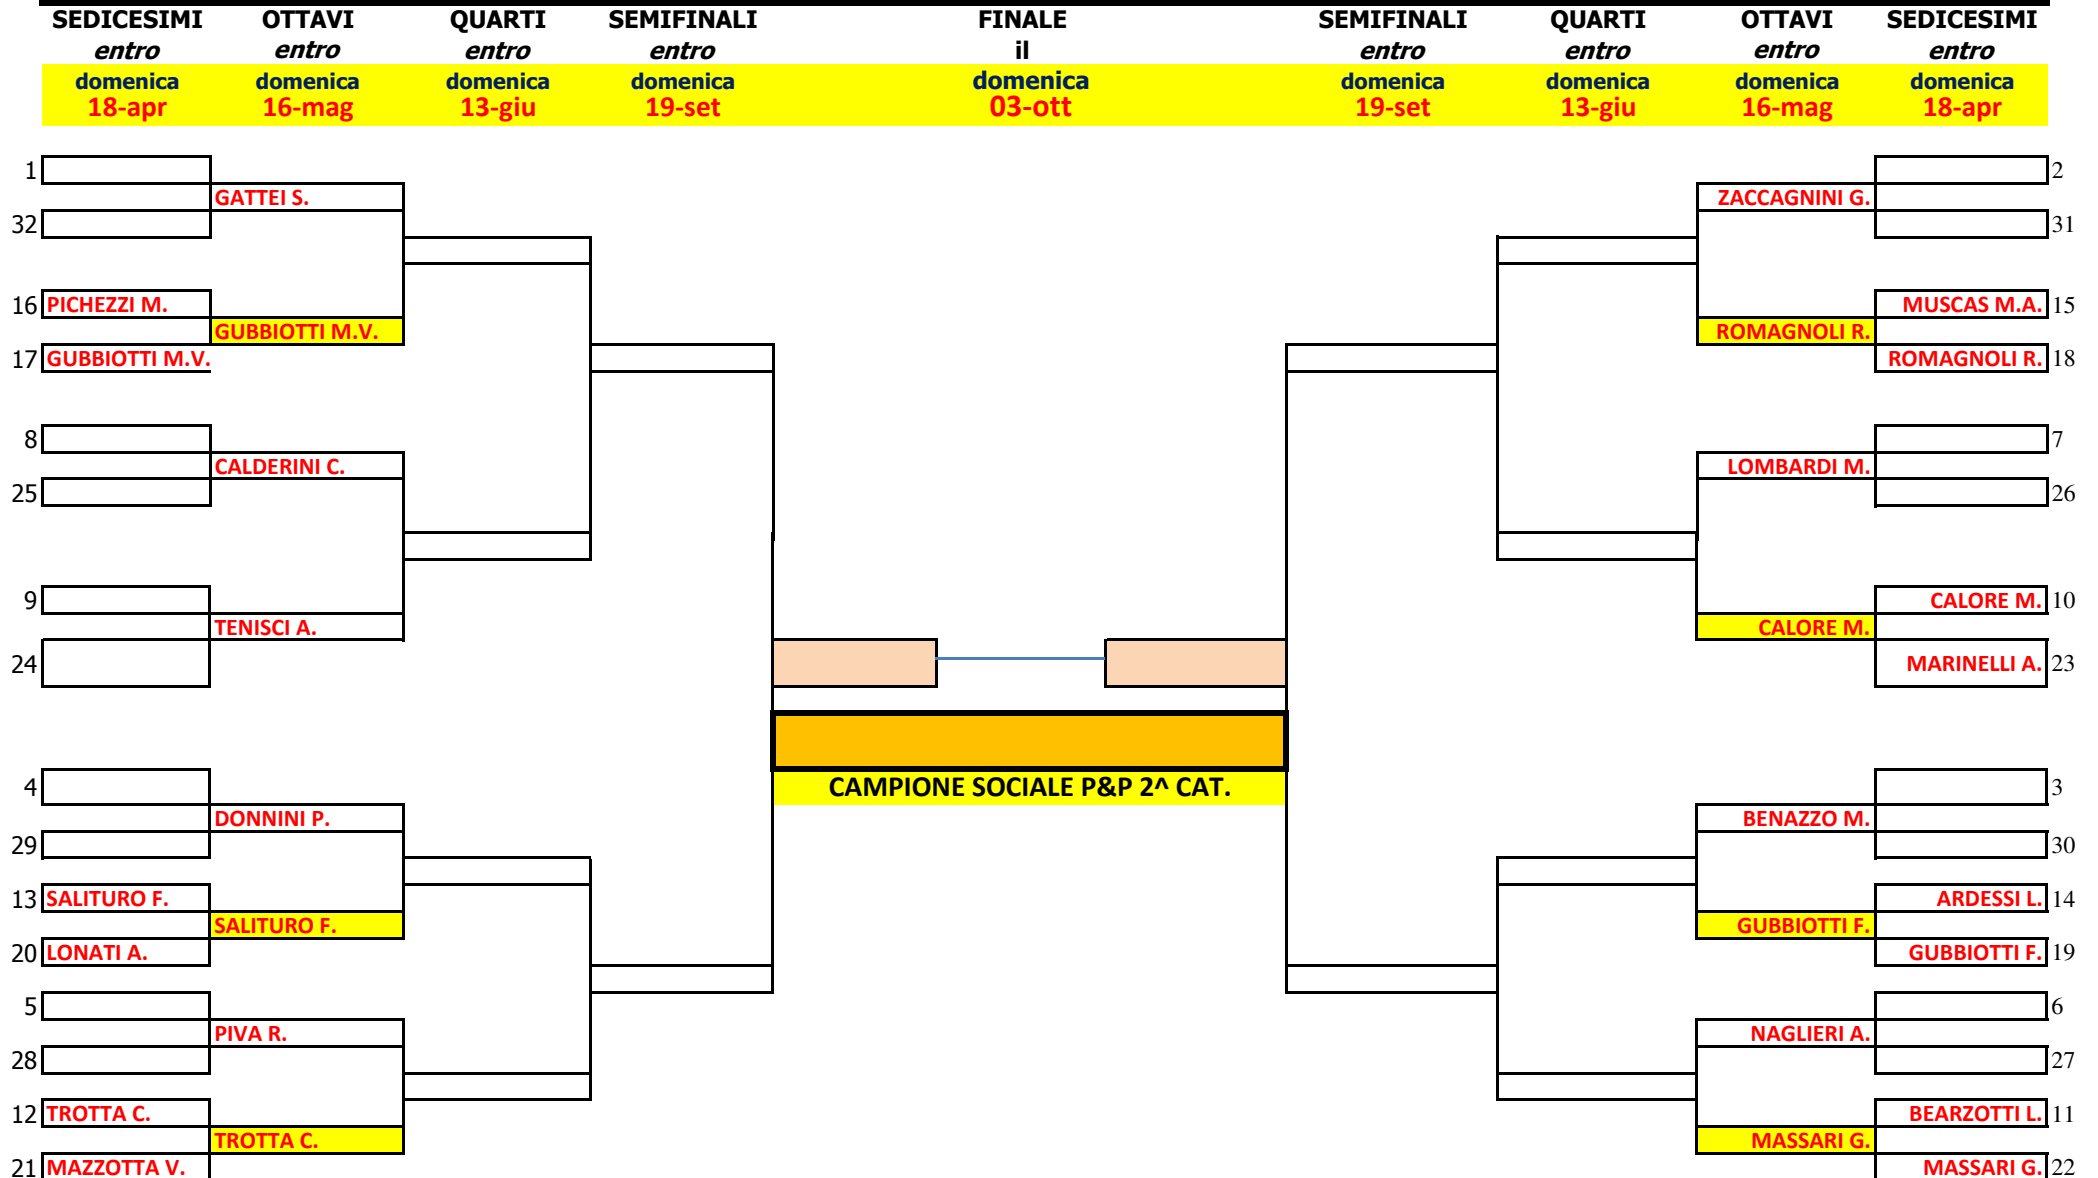 SEDICESIMI OTTAVI QUARTI SEMIFINALI FINALE SEMIFINALI QUARTI OTTAVI SEDICESIMI
entro entro entro entro il entro entro entro entro
domenica domenica domenica domenica domenica domenica domenica domenica domenica
18-apr 16-mag 13-giu 19-set 03-ott 19-set 13-giu 16-mag 18-apr
1 2
GATTEI S. ZACCAGNINI G.
32 31
16 PICHEZZI M. MUSCAS M.A. 15
GUBBIOTTI M.V. ROMAGNOLI R.
17 GUBBIOTTI M.V. ROMAGNOLI R. 18
8 7
CALDERINI C. LOMBARDI M.
25 26
9 CALORE M. 10
TENISCI A. CALORE M.
24 MARINELLI A. 23
4 CAMPIONE SOCIALE P&P 2^ CAT. 3
DONNINI P. BENAZZO M.
29 30
13 SALITURO F. ARDESSI L. 14
SALITURO F. GUBBIOTTI F.
20 LONATI A. GUBBIOTTI F. 19
5 6
PIVA R. NAGLIERI A.
28 27
12 TROTTA C. BEARZOTTI L. 11
TROTTA C. MASSARI G.
21 MAZZOTTA V. MASSARI G. 22